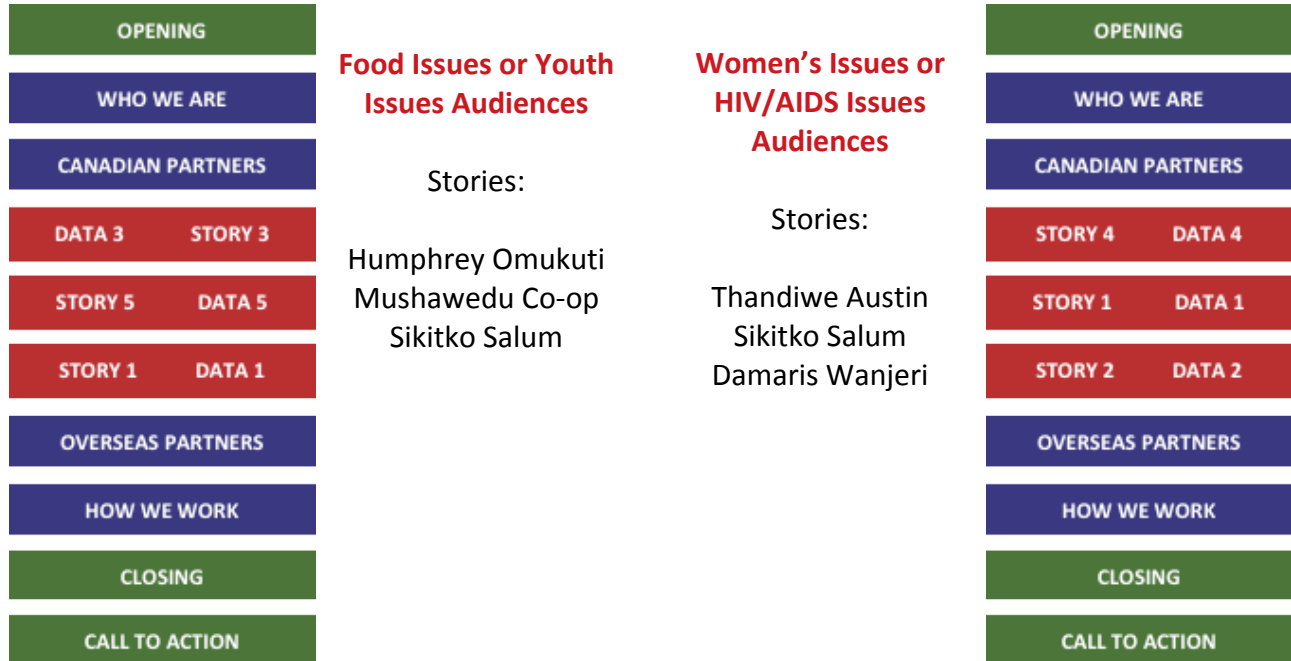 OPENING
WHO WE ARE
CANADIAN PARTNERS
DATA 3 STORY 3
STORY 5 DATA 5
STORY 1 DATA 1
OVERSEAS PARTNERS
HOW WE WORK
CLOSING
CALL TO ACTION
Food Issues or Youth
Issues Audiences
Stories:
Humphrey Omukuti
Mushawedu Co-op
Sikitko Salum
Women’s Issues or
HIV/AIDS Issues
Audiences
Stories:
Thandiwe Austin
Sikitko Salum
Damaris Wanjeri
OPENING
WHO WE ARE
CANADIAN PARTNERS
STORY 4 DATA 4
STORY 1 DATA 1
STORY 2 DATA 2
OVERSEAS PARTNERS
HOW WE WORK
CLOSING
CALL TO ACTION